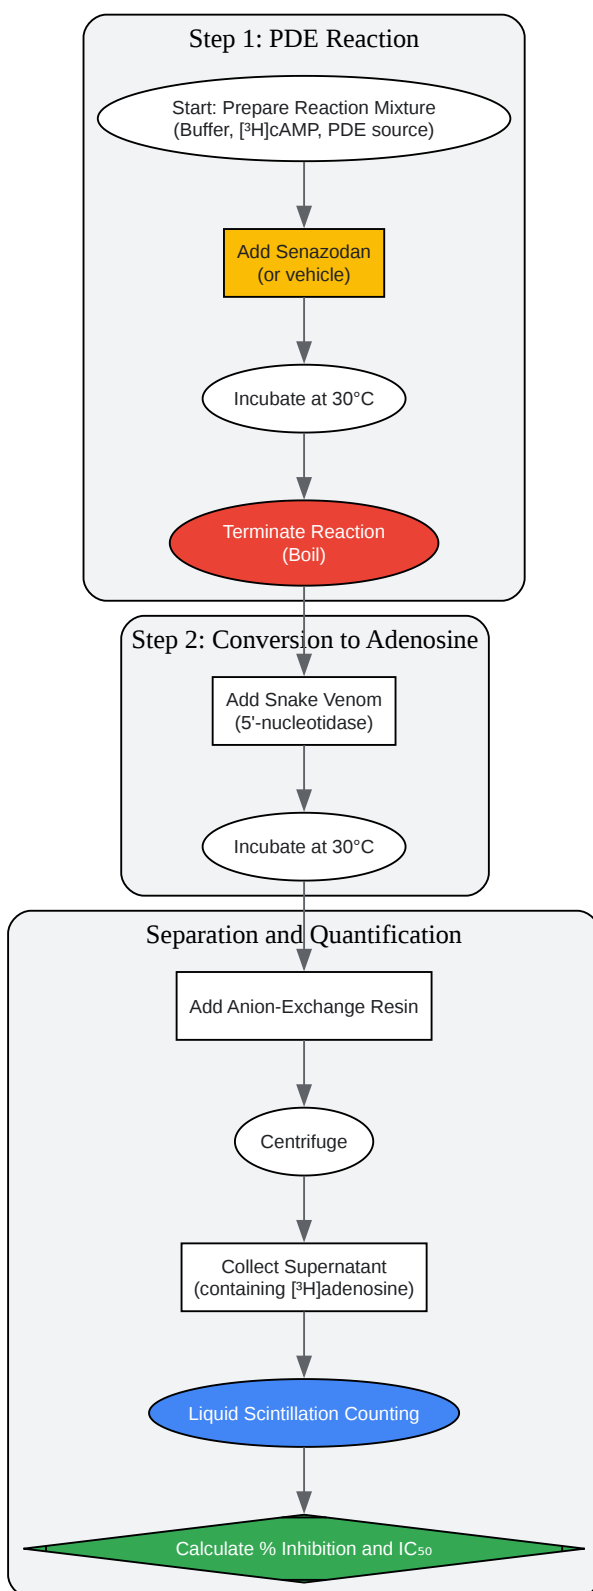 Step 1: PDE Reaction
Start: Prepare Reaction Mixture
(Buffer, [³H]cAMP, PDE source)
Add Senazodan
(or vehicle)
Incubate at 30°C
Terminate Reaction
(Boil)
Step 2: Conversion to Adenosine
Add Snake Venom
(5'-nucleotidase)
Incubate at 30°C
Separation and Quantification
Add Anion-Exchange Resin
Centrifuge
Collect Supernatant
(containing [³H]adenosine)
Liquid Scintillation Counting
Calculate % Inhibition and IC₅₀